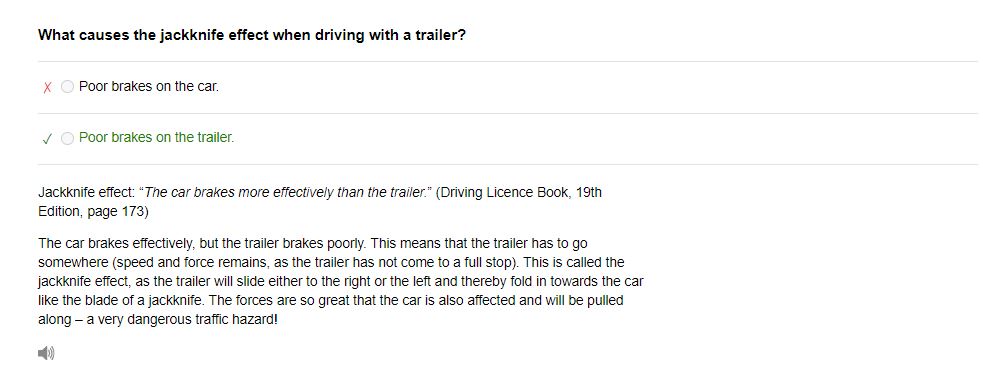 What causes the jackknife effect when driving with a trailer?
✗ Poor brakes on the car.
✓ Poor brakes on the trailer.
Jackknife effect: “The car brakes more effectively than the trailer.” (Driving Licence Book, 19th
Edition, page 173)
The car brakes effectively, but the trailer brakes poorly. This means that the trailer has to go
somewhere (speed and force remains, as the trailer has not come to a full stop). This is called the
jackknife effect, as the trailer will slide either to the right or the left and thereby fold in towards the car
like the blade of a jackknife. The forces are so great that the car is also affected and will be pulled
along – a very dangerous traffic hazard!